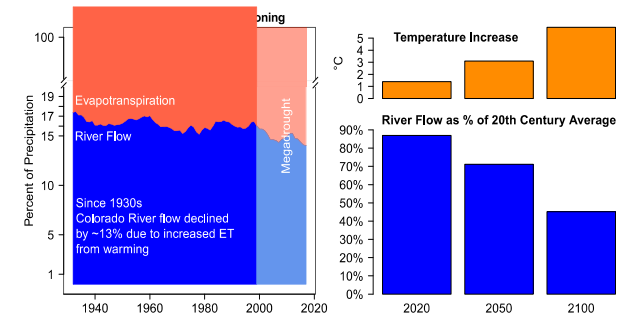 oning
100
19
17
15
10
5
1
Percent of Precipitation
Evapotranspiration
River Flow
Megadrought
Since 1930s
Colorado River flow declined
by ~13% due to increased ET
from warming
1940
1960
1980
2000
2020
Temperature Increase
°C
5
4
3
2
1
0
River Flow as % of 20th Century Average
90%
80%
70%
60%
50%
40%
30%
20%
10%
0%
2020
2050
2100